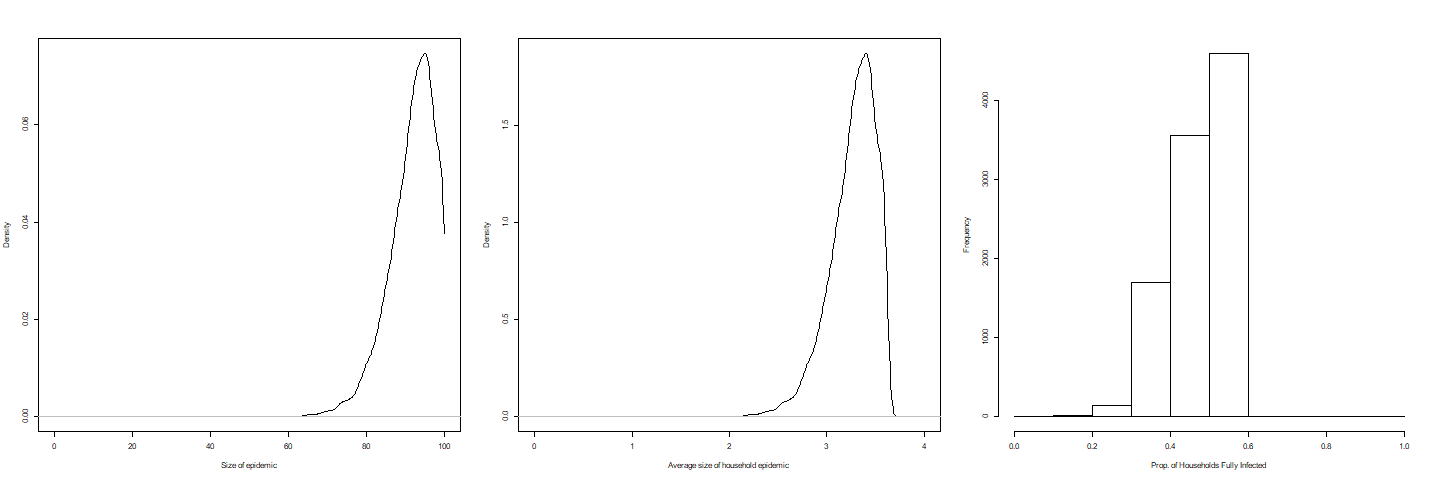 Density
0.00 0.02 0.04 0.06
0 20 40 60 80 100
Size of epidemic
Density
0.0 0.5 1.0 1.5
0 1 2 3 4
Average size of household epidemic
Frequency
0 1000 2000 3000 4000
0.0 0.2 0.4 0.6 0.8 1.0
Prop. of Households Fully Infected